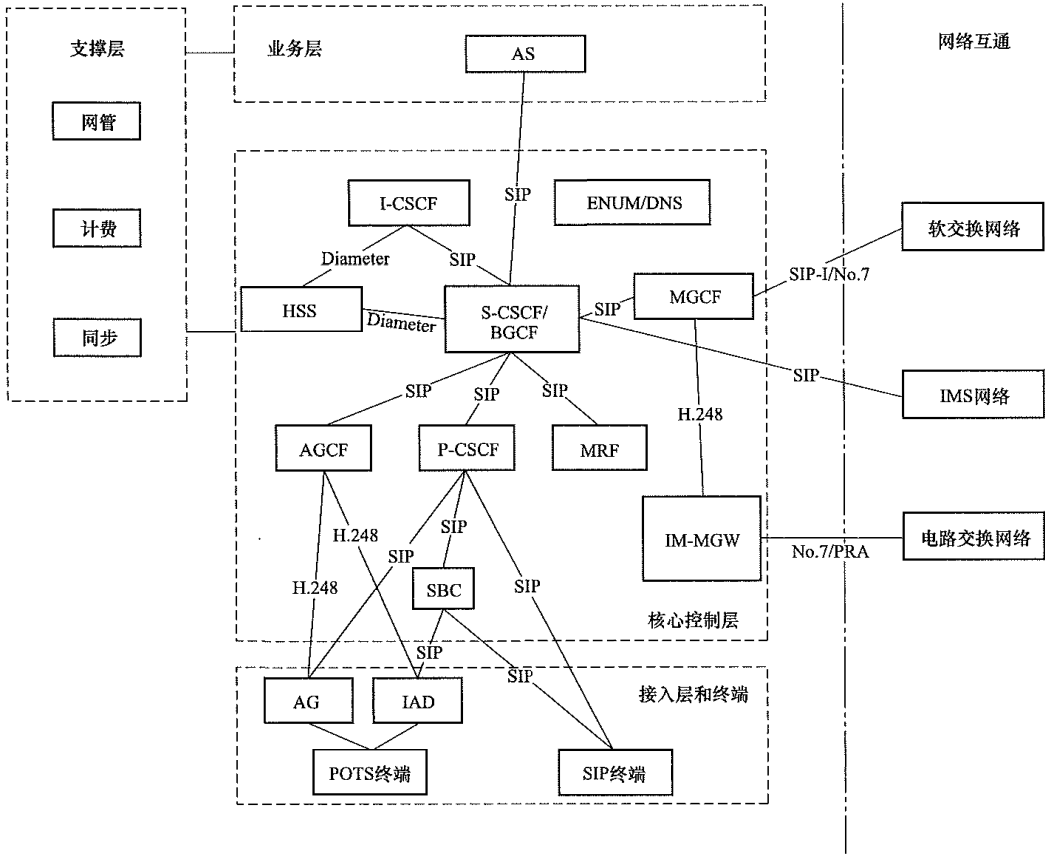 支撑层
业务层
网络互通
AS
网管
SIP
I-CSCF
ENUM/DNS
计费
软交换网络
Diameter
SIP
SIP-I/No.7
HSS
S-CSCF/
BGCF
SIP
MGCF
Diameter
同步
SIP
IMS网络
SIP
SIP
SIP
H.248
AGCF
P-CSCF
MRF
H.248
SIP
SIP
IM-MGW
No.7/PRA
电路交换网络
H.248
SBC
SIP
核心控制层
SIP
SIP
接入层和终端
AG
IAD
POTS终端
SIP终端